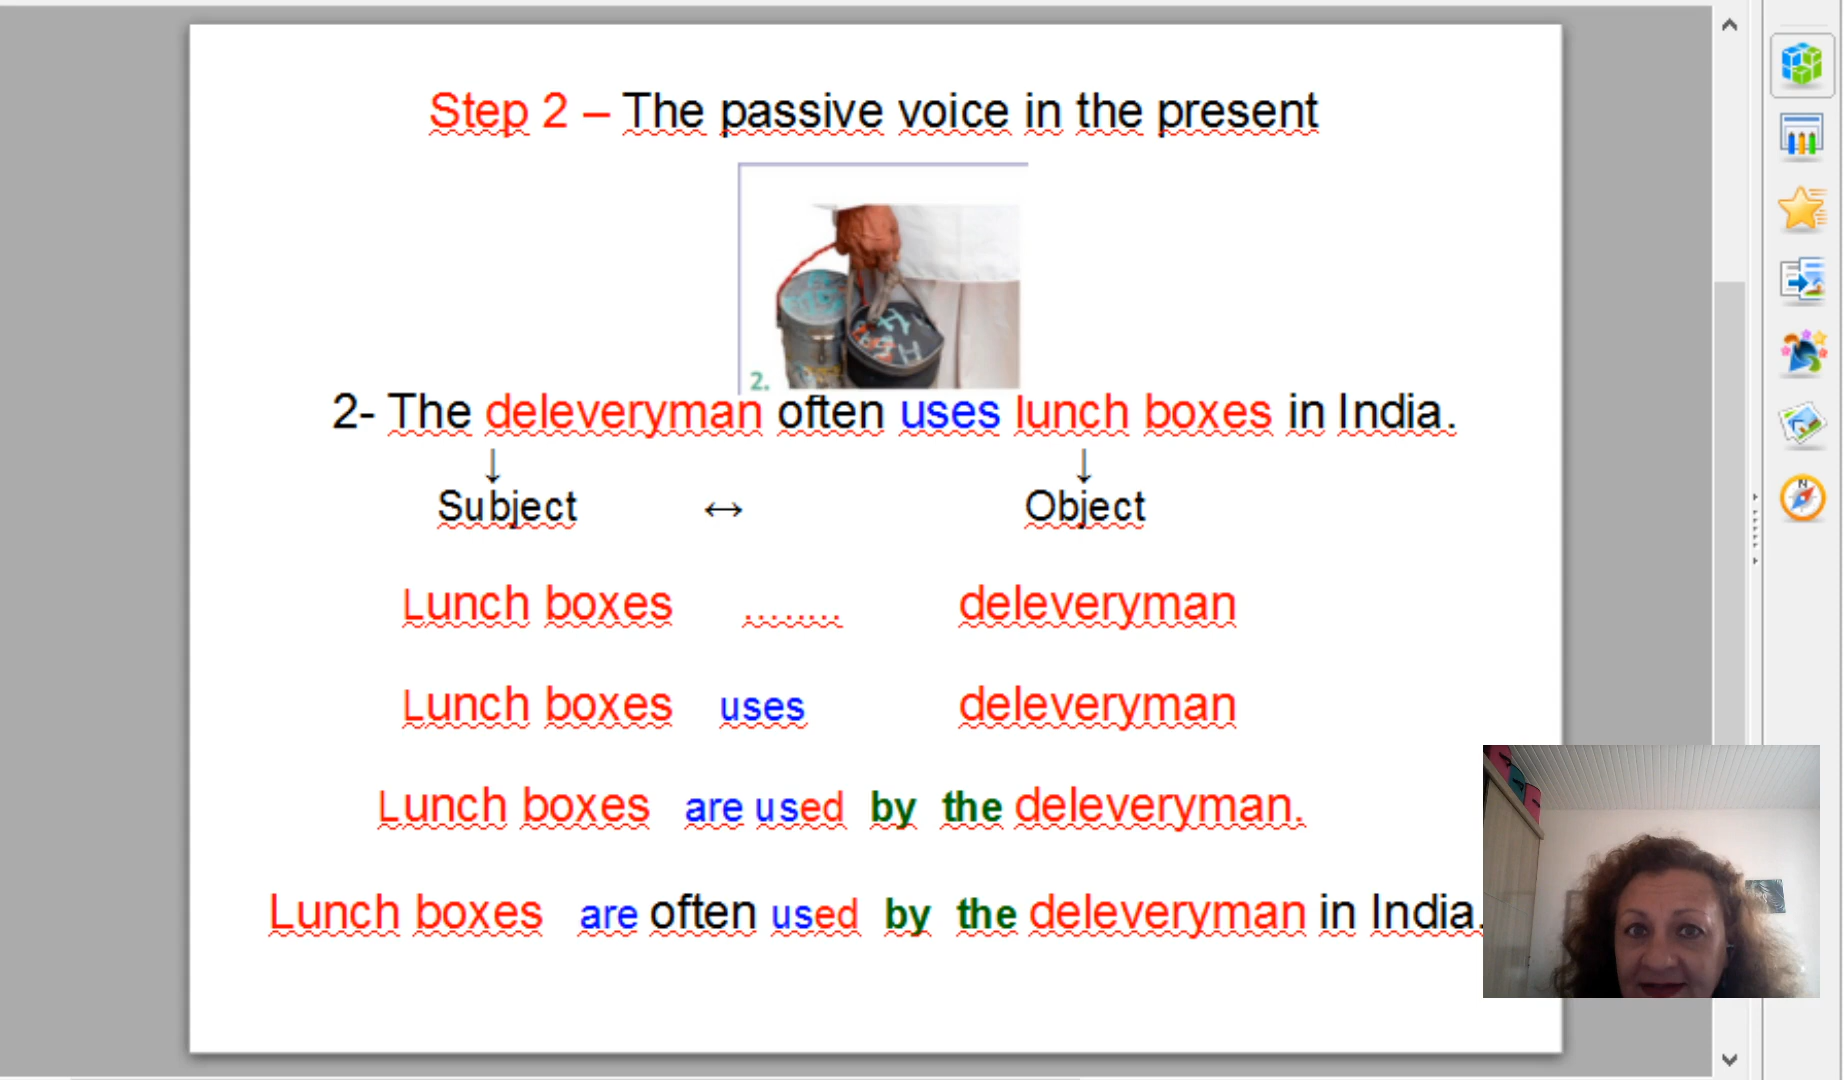 Step 2 – The passive voice in the present
2.
2- The deleveryman often uses lunch boxes in India.
↓ ↓
Subject ↔ Object
Lunch boxes ........ deleveryman
Lunch boxes uses deleveryman
Lunch boxes are used by the deleveryman.
Lunch boxes are often used by the deleveryman in India.